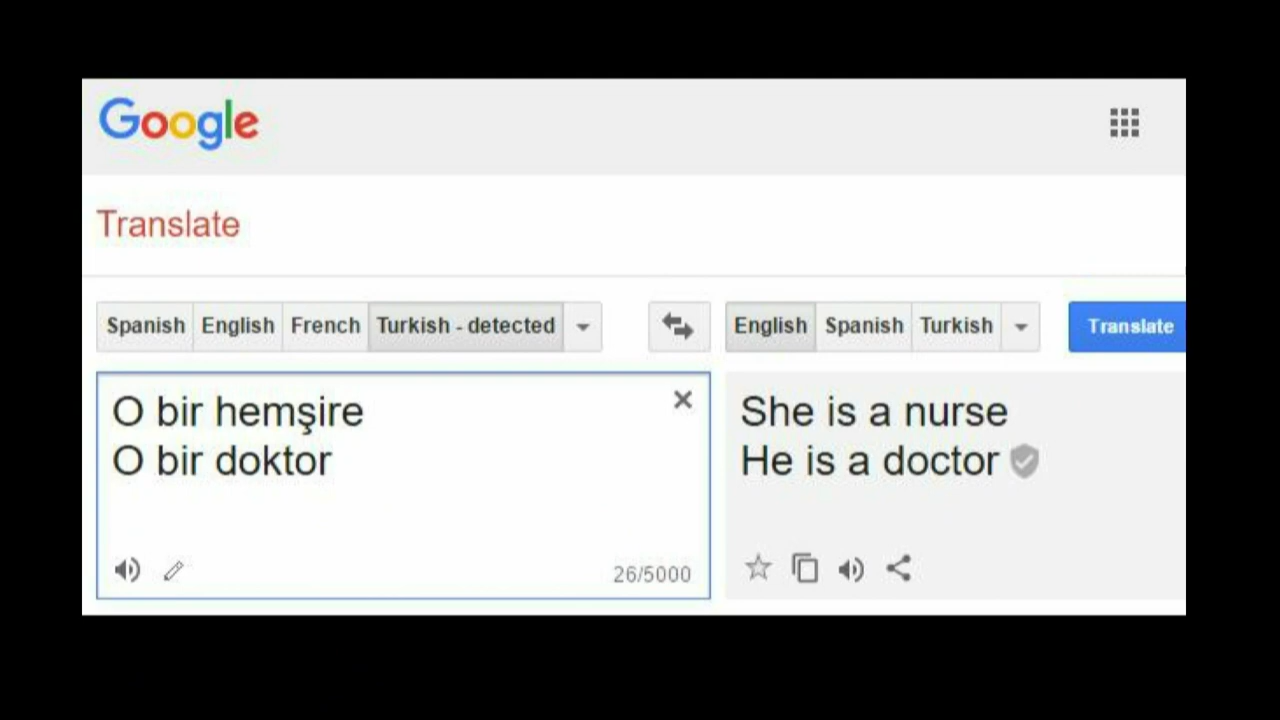 Google
Translate
Spanish English French Turkish - detected English Spanish Turkish Translate
O bir hemşire
O bir doktor
26/5000
She is a nurse
He is a doctor